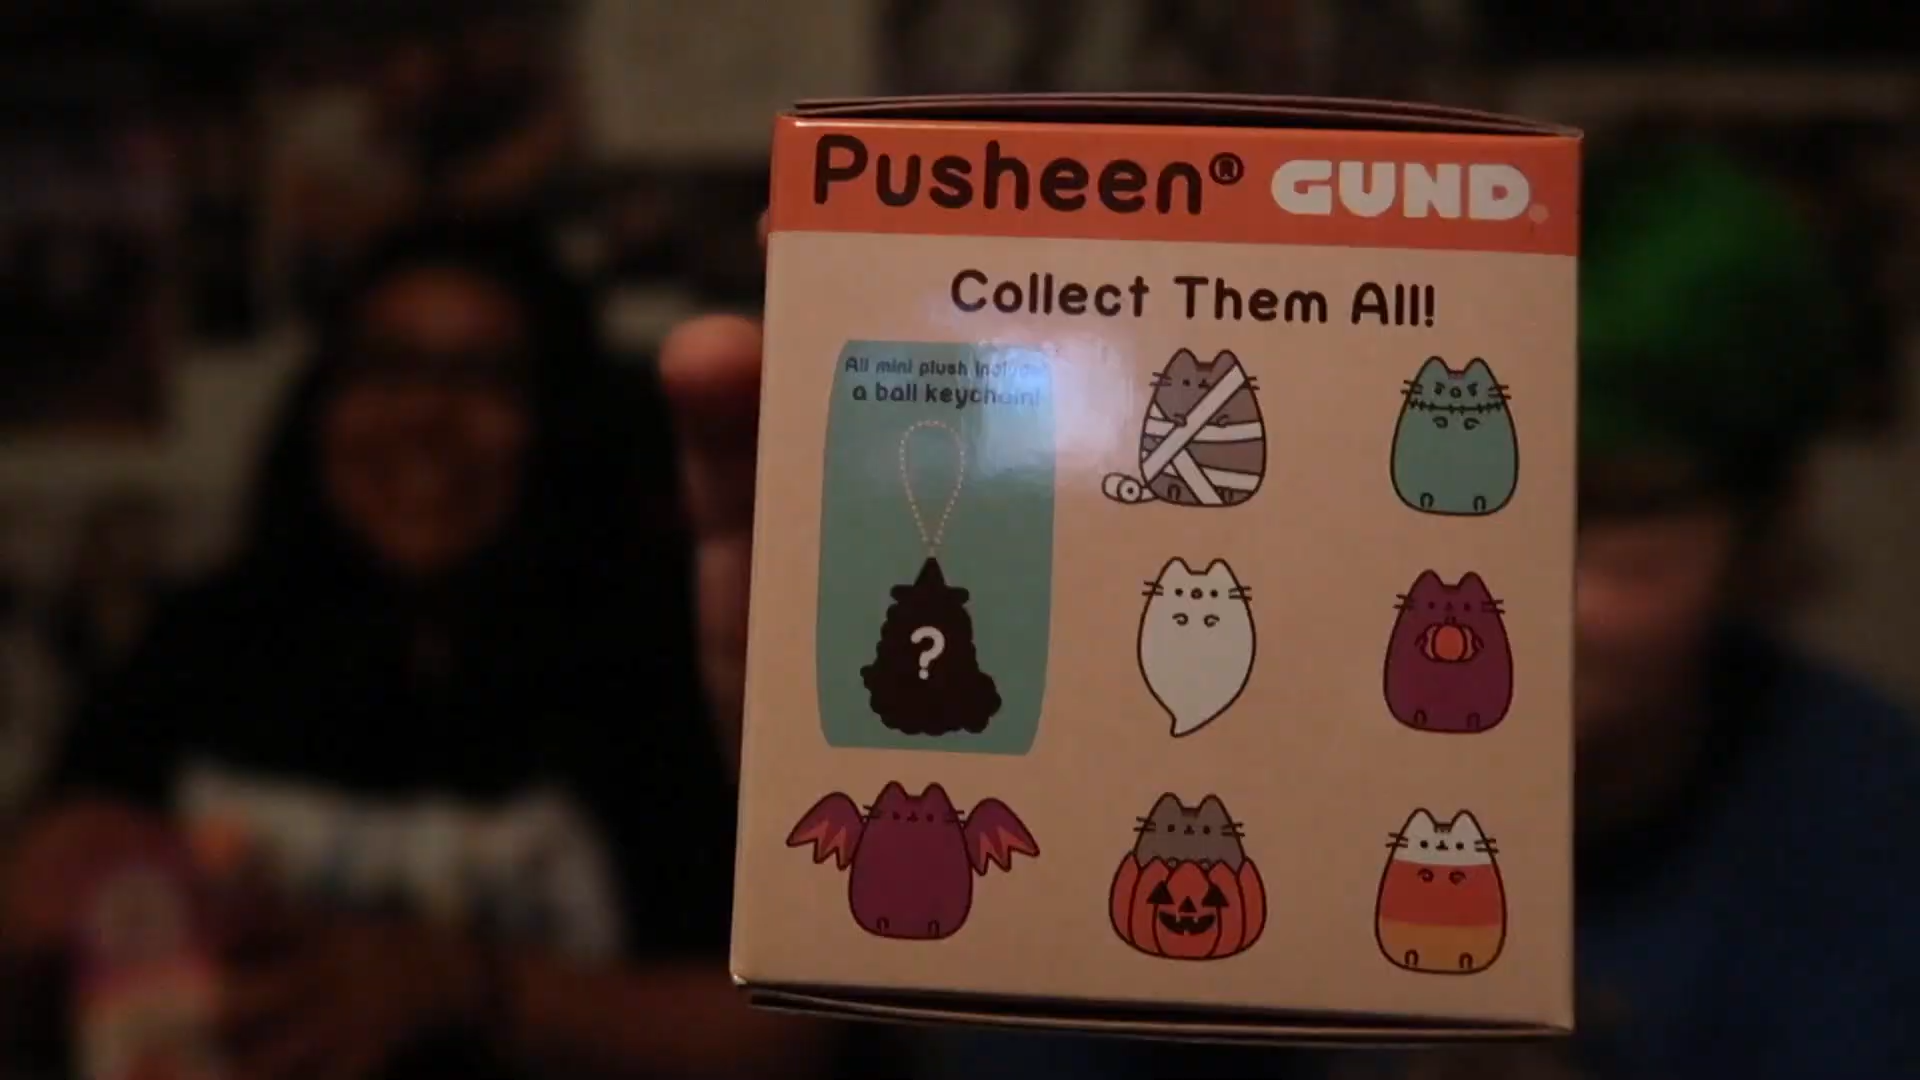 Pusheen® GUND®
Collect Them All!
All mini plush include
a ball keychain!
?